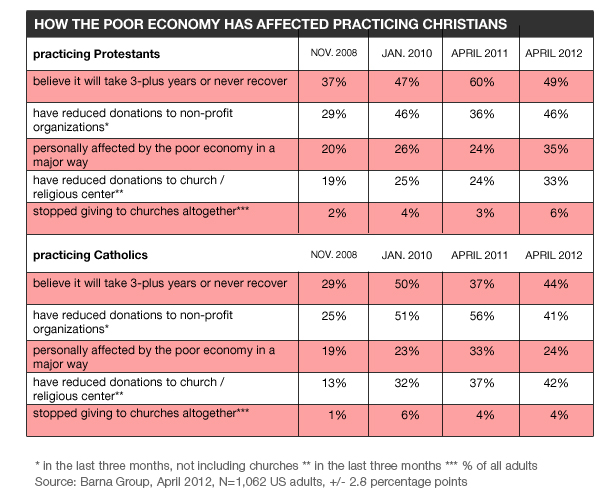 HOW THE POOR ECONOMY HAS AFFECTED PRACTICING CHRISTIANS
practicing Protestants NOV. 2008 JAN. 2010 APRIL 2011 APRIL 2012
believe it will take 3-plus years or never recover 37% 47% 60% 49%
have reduced donations to non-profit
organizations* 29% 46% 36% 46%
personally affected by the poor economy in a
major way 20% 26% 24% 35%
have reduced donations to church /
religious center** 19% 25% 24% 33%
stopped giving to churches altogether*** 2% 4% 3% 6%
practicing Catholics NOV. 2008 JAN. 2010 APRIL 2011 APRIL 2012
believe it will take 3-plus years or never recover 29% 50% 37% 44%
have reduced donations to non-profit
organizations* 25% 51% 56% 41%
personally affected by the poor economy in a
major way 19% 23% 33% 24%
have reduced donations to church /
religious center** 13% 32% 37% 42%
stopped giving to churches altogether*** 1% 6% 4% 4%
* in the last three months, not including churches ** in the last three months *** % of all adults
Source: Barna Group, April 2012, N=1,062 US adults, +/- 2.8 percentage points